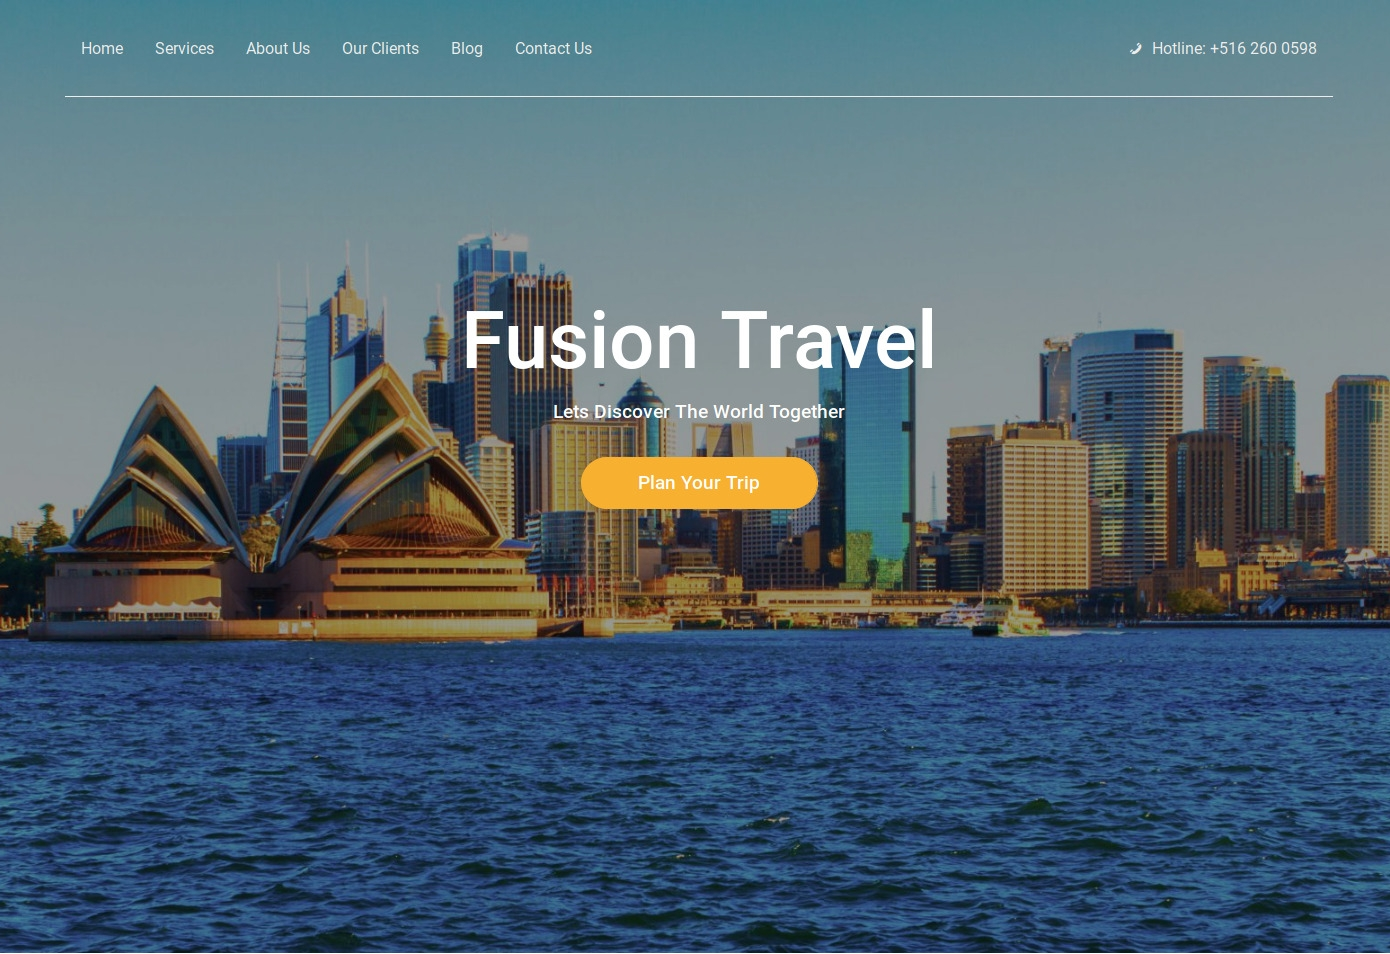 Home Services About Us Our Clients Blog Contact Us Hotline: +516 260 0598
AMP
Fusion Travel
Lets Discover The World Together
Plan Your Trip